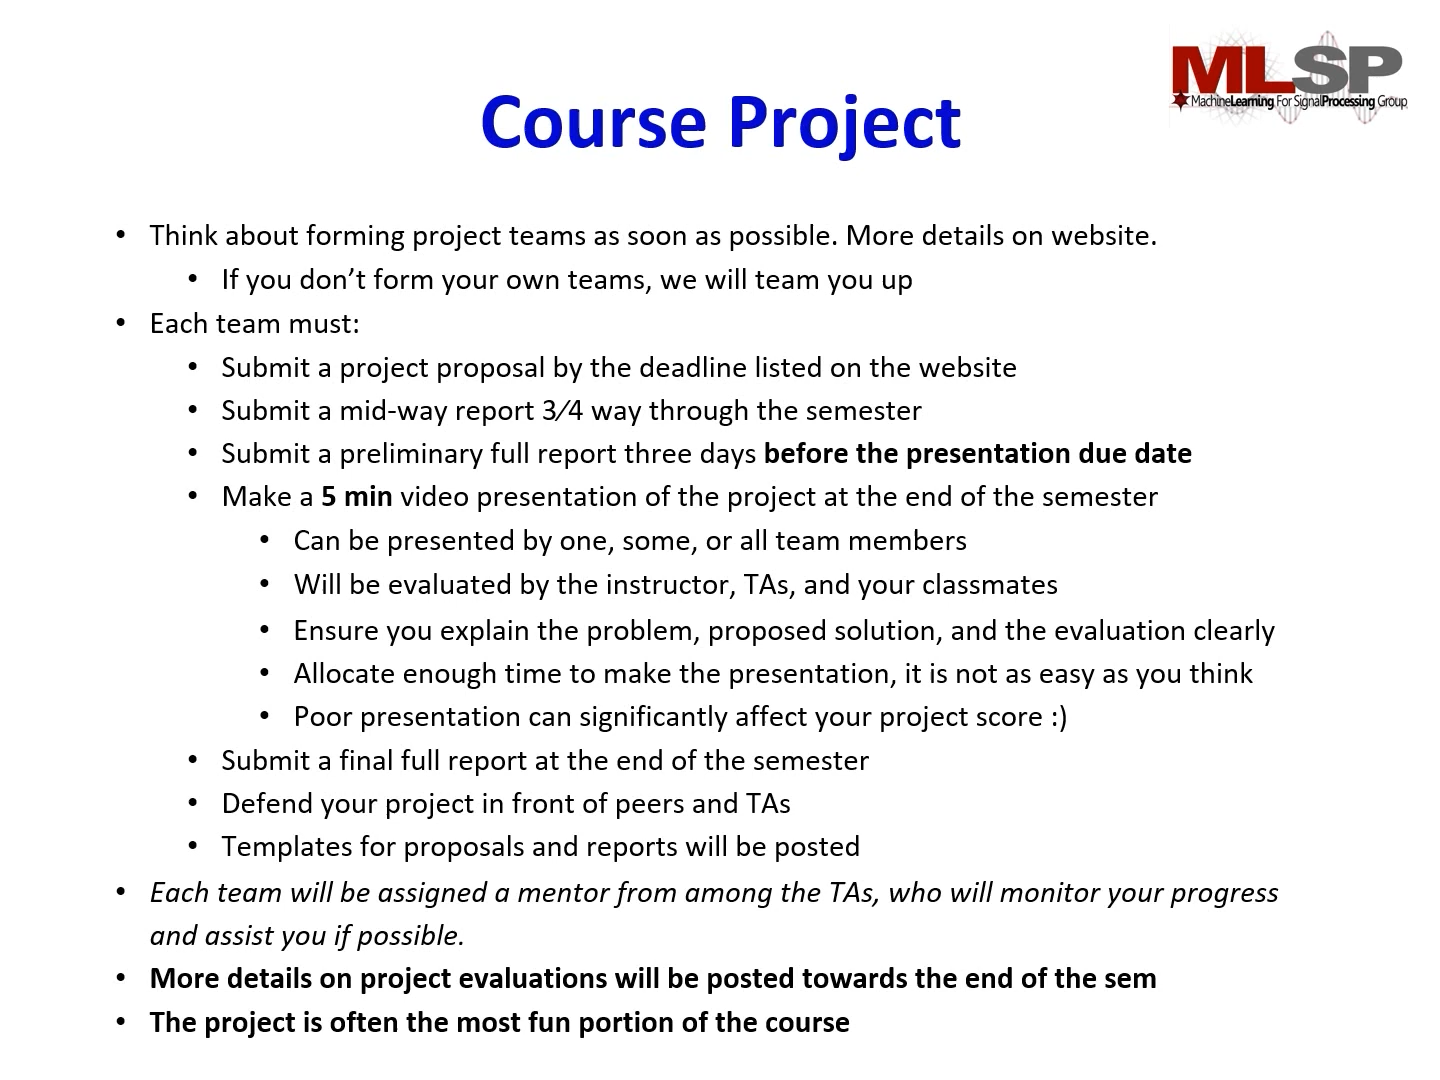 MLSP
MachineLearning For SignalProcessing Group
Course Project
• Think about forming project teams as soon as possible. More details on website.
• If you don’t form your own teams, we will team you up
• Each team must:
• Submit a project proposal by the deadline listed on the website
• Submit a mid-way report 3⁄4 way through the semester
• Submit a preliminary full report three days before the presentation due date
• Make a 5 min video presentation of the project at the end of the semester
• Can be presented by one, some, or all team members
• Will be evaluated by the instructor, TAs, and your classmates
• Ensure you explain the problem, proposed solution, and the evaluation clearly
• Allocate enough time to make the presentation, it is not as easy as you think
• Poor presentation can significantly affect your project score :)
• Submit a final full report at the end of the semester
• Defend your project in front of peers and TAs
• Templates for proposals and reports will be posted
• Each team will be assigned a mentor from among the TAs, who will monitor your progress
and assist you if possible.
• More details on project evaluations will be posted towards the end of the sem
• The project is often the most fun portion of the course